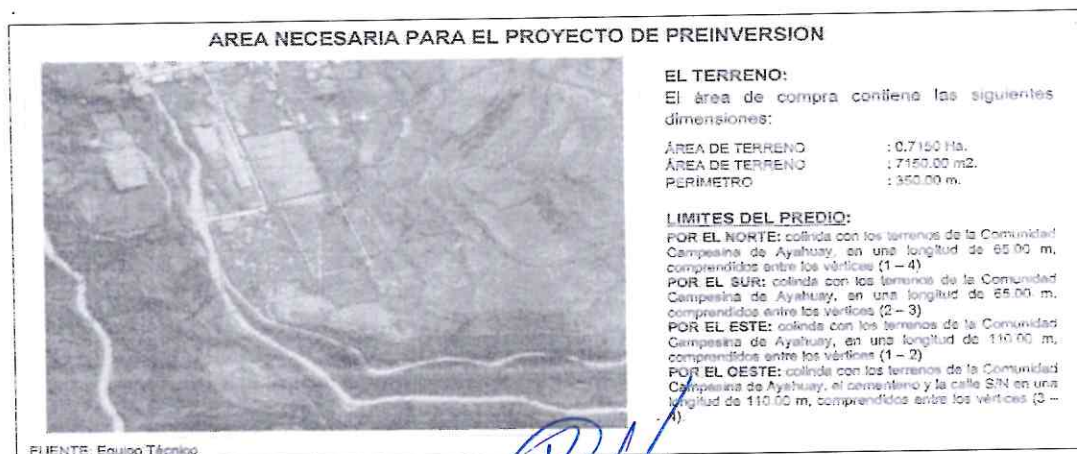 AREA NECESARIA PARA EL PROYECTO DE PREINVERSION
EL TERRENO:
El área de compra contiene las siguientes
dimensiones:
ÁREA DE TERRENO : 0.7150 Ha.
ÁREA DE TERRENO : 7150.00 m2.
PERÍMETRO : 350.00 m.
LIMITES DEL PREDIO:
POR EL NORTE: colinda con los terrenos de la Comunidad
Campesina de Ayahuay, en una longitud de 65.00 m,
comprendidos entre los vértices (1 – 4)
POR EL SUR: colinda con los terrenos de la Comunidad
Campesina de Ayahuay, en una longitud de 65.00 m,
comprendidos entre los vértices (2 – 3)
POR EL ESTE: colinda con los terrenos de la Comunidad
Campesina de Ayahuay, en una longitud de 110.00 m,
comprendidos entre los vértices (1 – 2)
POR EL OESTE: colinda con los terrenos de la Comunidad
Campesina de Ayahuay, el cementerio y la calle S/N en una
longitud de 110.00 m, comprendidos entre los vértices (3 –
4).
FUENTE: Equipo Técnico